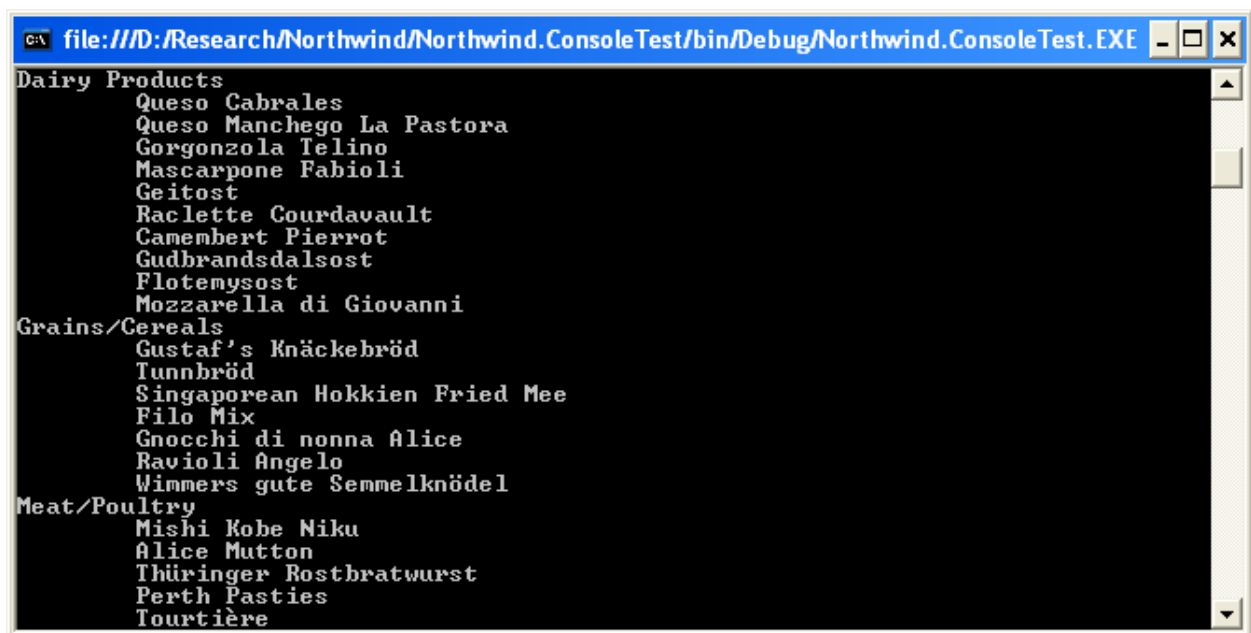 file:///D:/Research/Northwind/Northwind.ConsoleTest/bin/Debug/Northwind.ConsoleTest.EXE
Dairy Products
Queso Cabrales
Queso Manchego La Pastora
Gorgonzola Telino
Mascarpone Fabioli
Geitost
Raclette Courdavault
Camembert Pierrot
Gudbrandsdalsost
Flotemysost
Mozzarella di Giovanni
Grains/Cereals
Gustaf's Knäckebröd
Tunnbröd
Singaporean Hokkien Fried Mee
Filo Mix
Gnocchi di nonna Alice
Ravioli Angelo
Wimmers gute Semmelknödel
Meat/Poultry
Mishi Kobe Niku
Alice Mutton
Thüringer Rostbratwurst
Perth Pasties
Tourtière